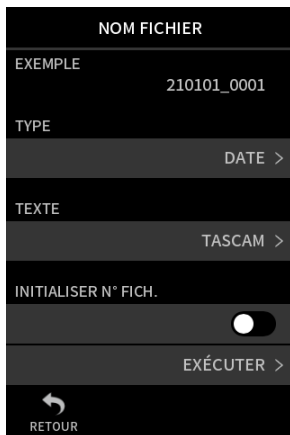 NOM FICHIER
EXEMPLE
210101_0001
TYPE
DATE >
TEXTE
TASCAM >
INITIALISER N° FICH.
EXÉCUTER >
RETOUR